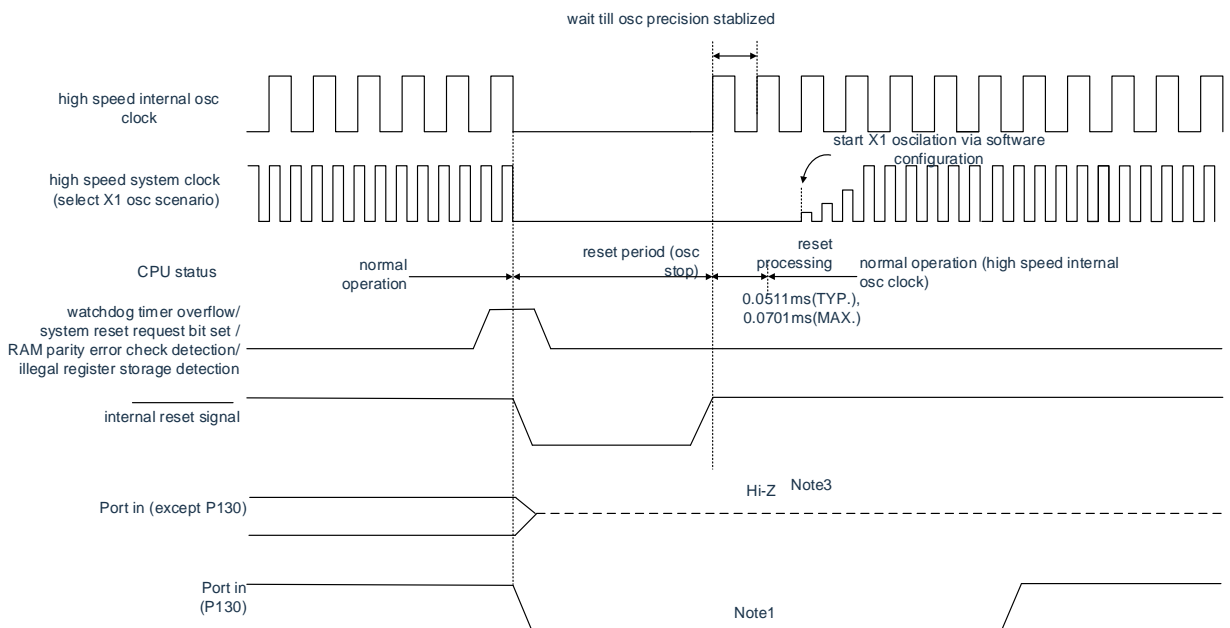 wait till osc precision stablized
high speed internal osc
clock
start X1 oscilation via software
configuration
high speed system clock
(select X1 osc scenario)
CPU status
normal
operation
reset period (osc
stop)
reset
processing
normal operation (high speed internal
osc clock)
0.0511ms(TYP.),
0.0701ms(MAX.)
watchdog timer overflow/
system reset request bit set /
RAM parity error check detection/
illegal register storage detection
internal reset signal
Port in (except P130)
Hi-Z
Note3
Port in
(P130)
Note1